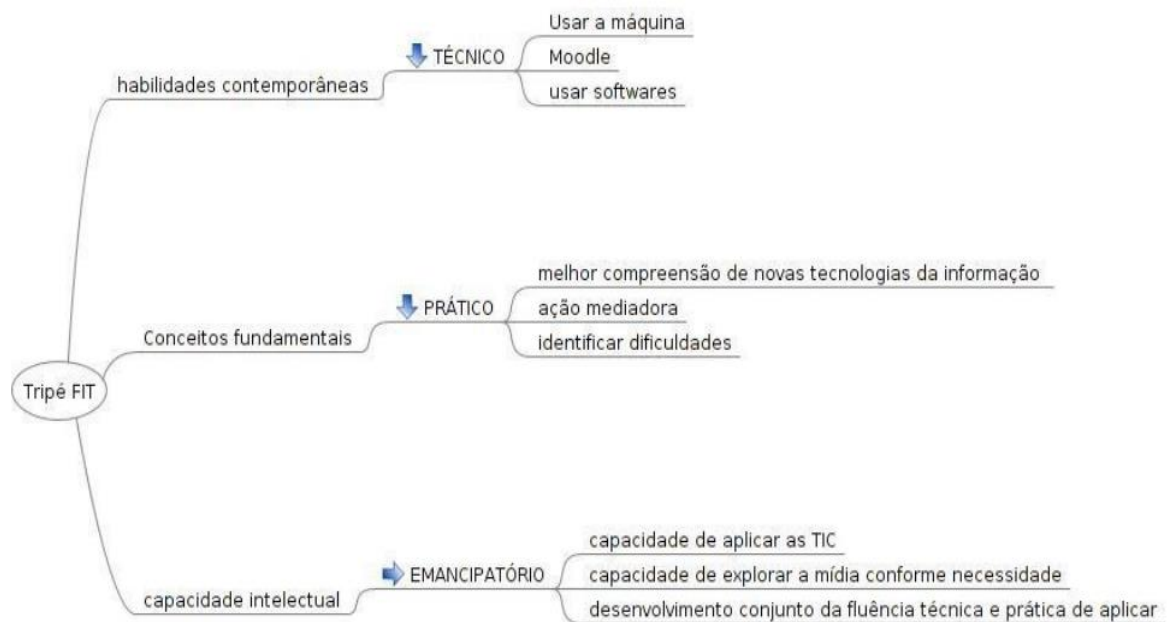 Usar a máquina
TÉCNICO
Moodle
habilidades contemporâneas
usar softwares
melhor compreensão de novas tecnologias da informação
PRÁTICO
ação mediadora
Conceitos fundamentais
identificar dificuldades
Tripé FIT
capacidade de aplicar as TIC
EMANCIPATÓRIO
capacidade de explorar a mídia conforme necessidade
capacidade intelectual
desenvolvimento conjunto da fluência técnica e prática de aplicar